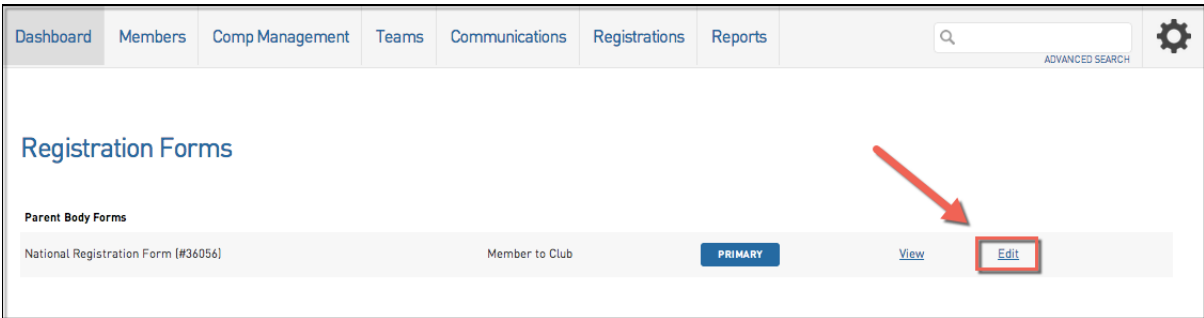 Dashboard Members Comp Management Teams Communications Registrations Reports
ADVANCED SEARCH
Registration Forms
Parent Body Forms
National Registration Form (#36056) Member to Club PRIMARY View Edit